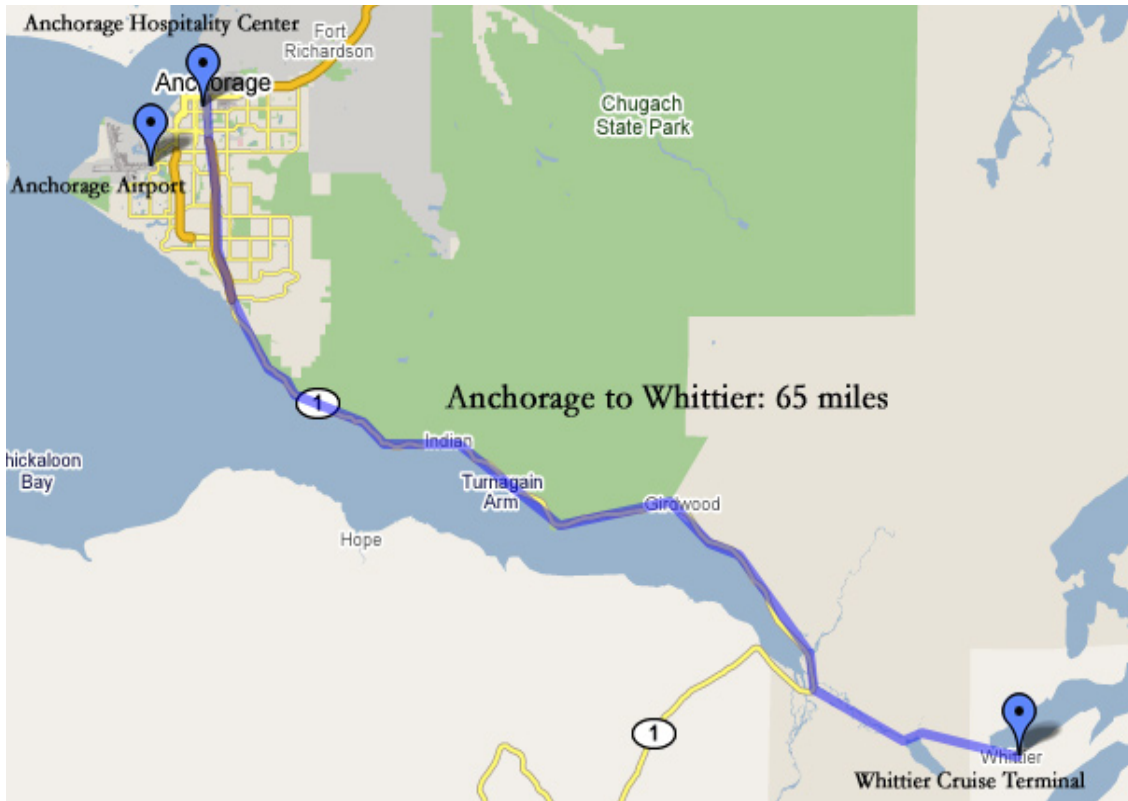 Anchorage Hospitality Center
Fort
Richardson
Anchorage
Chugach
State Park
Anchorage Airport
1
Anchorage to Whittier: 65 miles
Indian
hickaloon
Bay
Turnagain
Arm
Girdwood
Hope
1
Whittier
Whittier Cruise Terminal